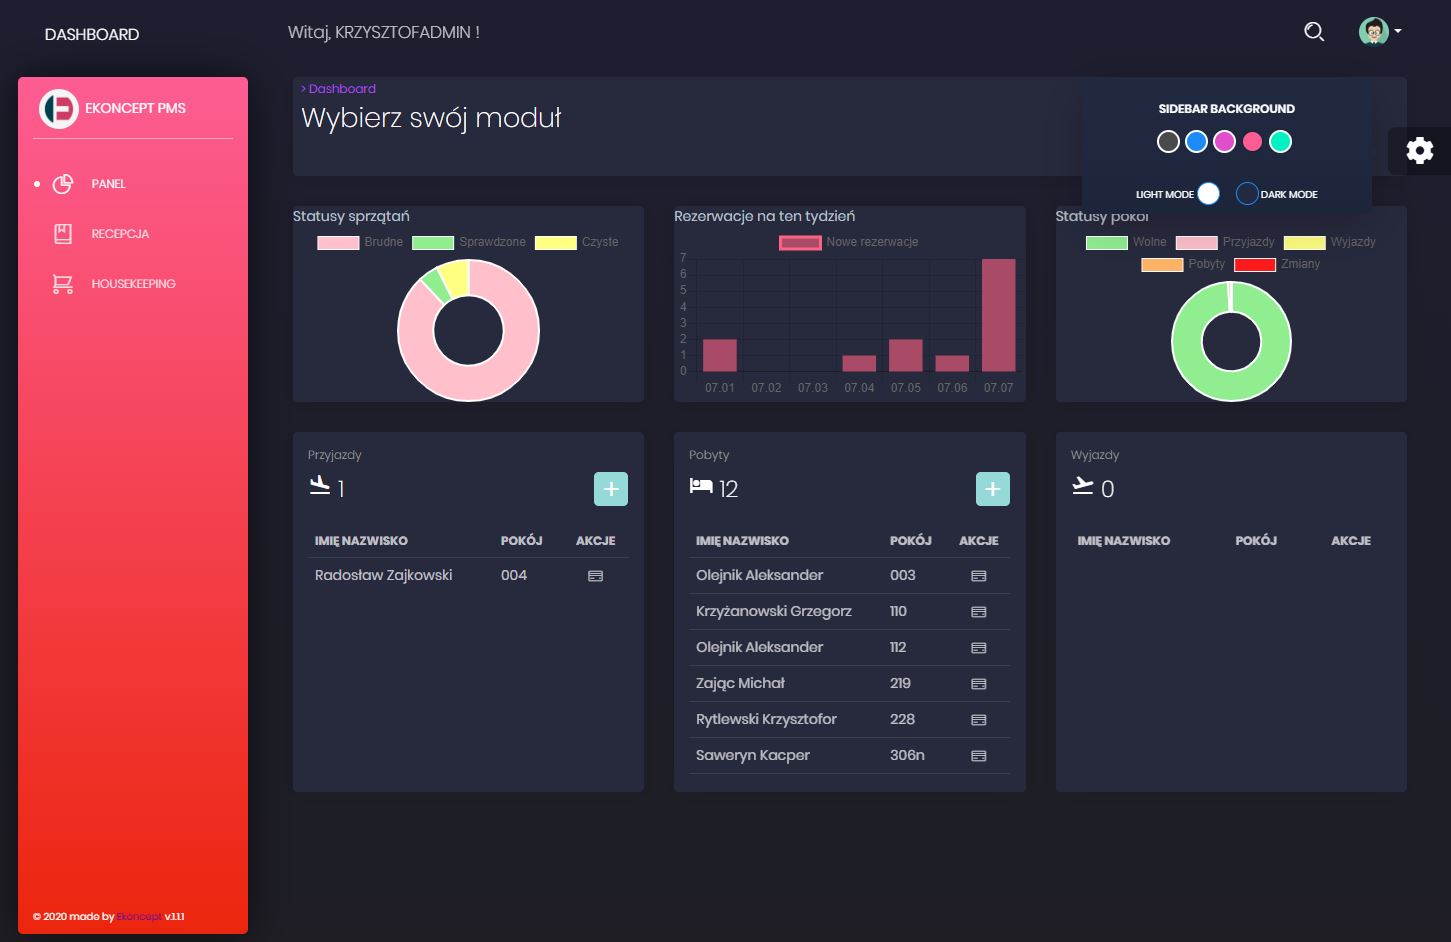 DASHBOARD
Witaj, KRZYSZTOFADMIN !
EKONCEPT PMS
PANEL
RECEPCJA
HOUSEKEEPING
© 2020 made by Ekoncept v.1.1.1
> Dashboard
Wybierz swój moduł
SIDEBAR BACKGROUND
LIGHT MODE DARK MODE
Statusy sprzątań
Brudne Sprawdzone Czyste
Rezerwacje na ten tydzień
Nowe rezerwacje
7
6
5
4
3
2
1
0
07.01 07.02 07.03 07.04 07.05 07.06 07.07
Statusy pokoi
Wolne Przyjazdy Wyjazdy
Pobyty Zmiany
Przyjazdy
1
+
IMIĘ NAZWISKO POKÓJ AKCJE
Radosław Zajkowski 004
Pobyty
12
+
IMIĘ NAZWISKO POKÓJ AKCJE
Olejnik Aleksander 003
Krzyżanowski Grzegorz 110
Olejnik Aleksander 112
Zając Michał 219
Rytlewski Krzysztofor 228
Saweryn Kacper 306n
Wyjazdy
0
IMIĘ NAZWISKO POKÓJ AKCJE